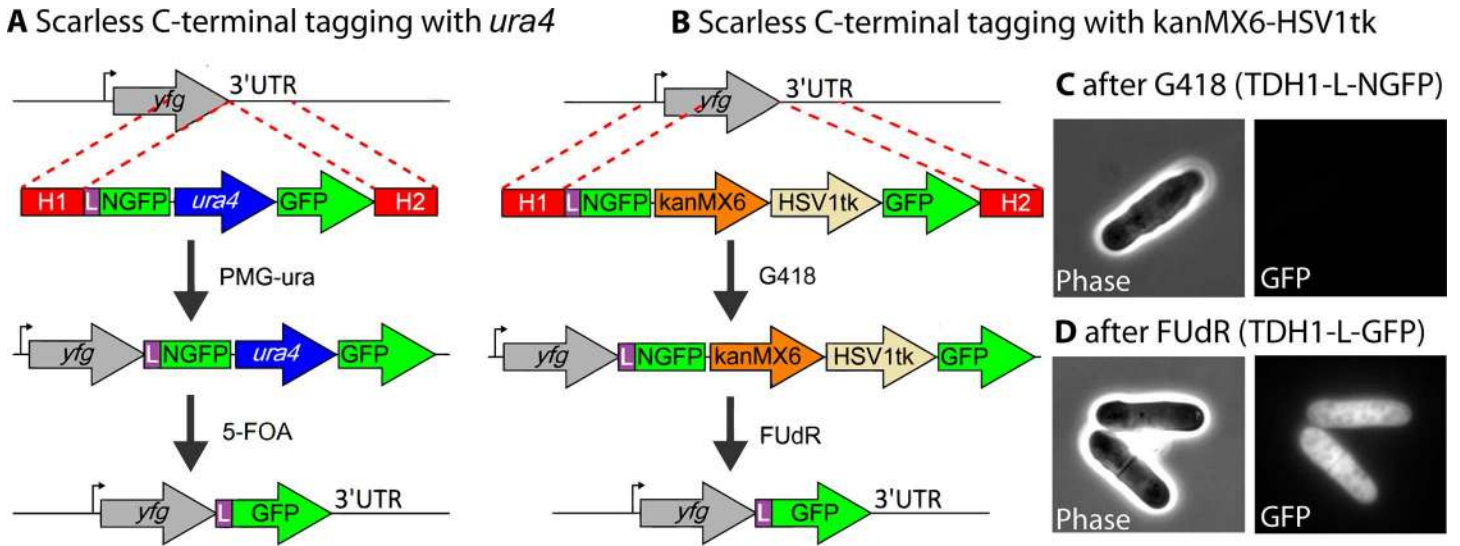 A Scarless C-terminal tagging with ura4
yfg
3'UTR
H1 L NGFP ura4 GFP H2
PMG-ura
yfg L NGFP ura4 GFP
5-FOA
yfg L GFP 3'UTR
B Scarless C-terminal tagging with kanMX6-HSV1tk
yfg
3'UTR
H1 L NGFP kanMX6 HSV1tk GFP H2
G418
yfg L NGFP kanMX6 HSV1tk GFP
FUdR
yfg L GFP 3'UTR
C after G418 (TDH1-L-NGFP)
Phase GFP
D after FUdR (TDH1-L-GFP)
Phase GFP